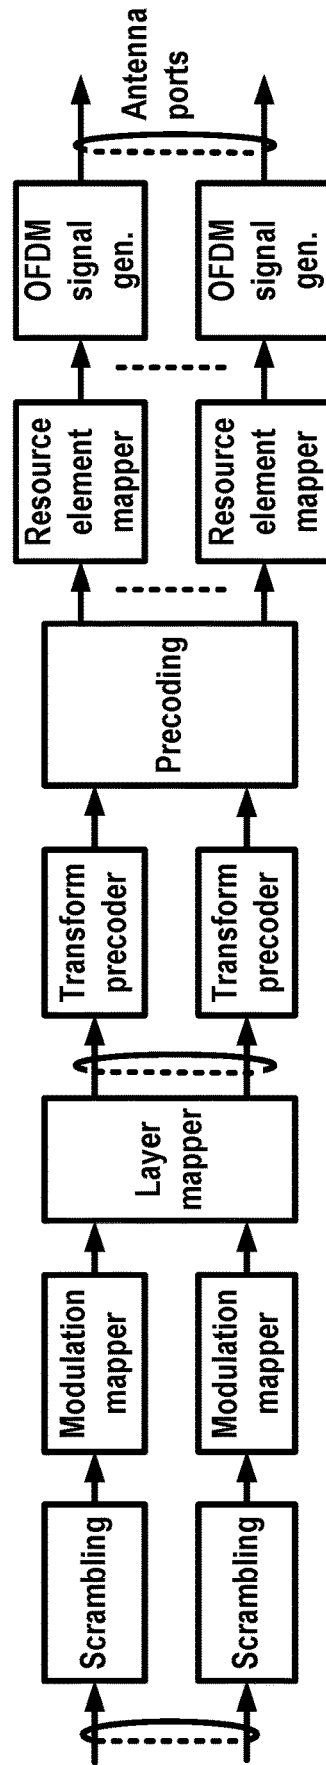 Scrambling
Scrambling
Modulation
mapper
Modulation
mapper
Layer
mapper
Transform
precoder
Transform
precoder
Precoding
Resource
element
mapper
Resource
element
mapper
OFDM
signal
gen.
OFDM
signal
gen.
Antenna
ports